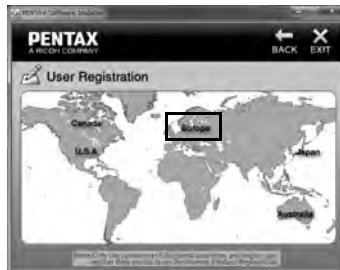 PENTAX Software Installer
PENTAX
A RICOH COMPANY
BACK EXIT
User Registration
Canada
Europe
U.S.A
Japan
Australia